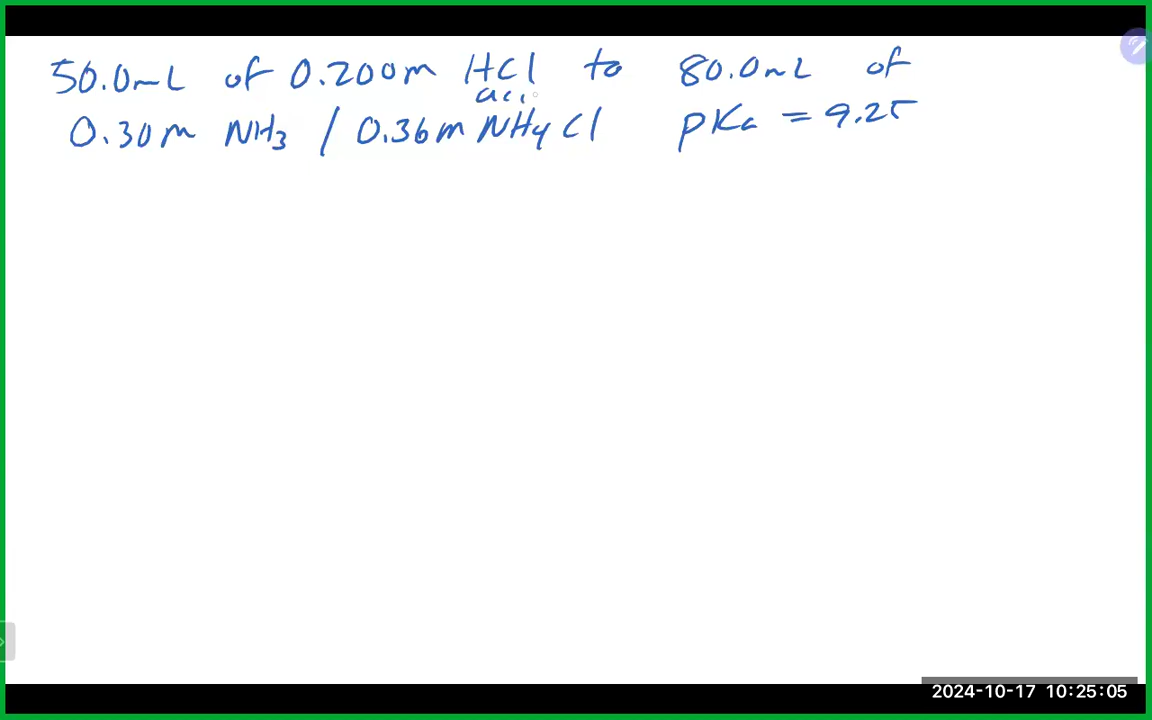 50.0mL of 0.200m HCl to 80.0mL of
aci
0.30m NH3 / 0.36m NH4Cl pKa = 9.25
2024-10-17 10:25:05